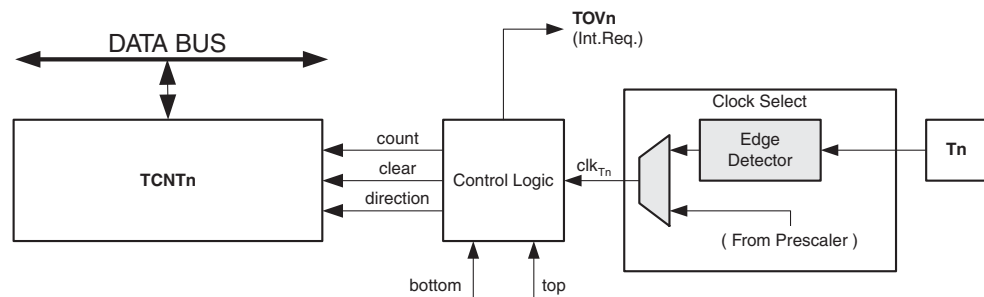 DATA BUS
TOVn
(Int.Req.)
Clock Select
count
clear
direction
TCNTn
Control Logic
clkTn
Edge
Detector
Tn
( From Prescaler )
bottom
top